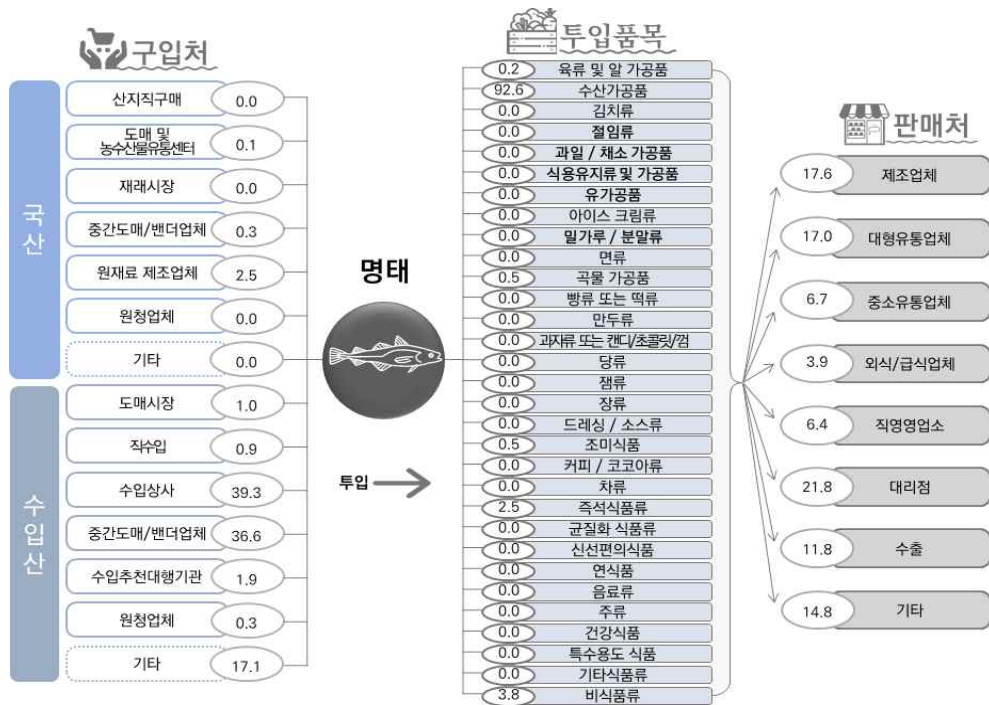 구입처
국산
산지직구매 0.0
도매 및
농수산물유통센터 0.1
재래시장 0.0
중간도매/밴더업체 0.3
원재료 제조업체 2.5
원청업체 0.0
기타 0.0
수입산
도매시장 1.0
직수입 0.9
수입상사 39.3
중간도매/밴더업체 36.6
수입추천대행기관 1.9
원청업체 0.3
기타 17.1
명태
투입
투입품목
0.2 육류 및 알 가공품
92.6 수산가공품
0.0 김치류
0.0 절임류
0.0 과일 / 채소 가공품
0.0 식용유지류 및 가공품
0.0 유가공품
0.0 아이스 크림류
0.0 밀가루 / 분말류
0.0 면류
0.5 곡물 가공품
0.0 빵류 또는 떡류
0.0 만두류
0.0 과자류 또는 캔디/초콜릿/껌
0.0 당류
0.0 잼류
0.0 장류
0.0 드레싱 / 소스류
0.5 조미식품
0.0 커피 / 코코아류
0.0 차류
2.5 즉석식품류
0.0 균질화 식품류
0.0 신선편의식품
0.0 연식품
0.0 음료류
0.0 주류
0.0 건강식품
0.0 특수용도 식품
0.0 기타식품류
3.8 비식품류
판매처
17.6 제조업체
17.0 대형유통업체
6.7 중소유통업체
3.9 외식/급식업체
6.4 직영영업소
21.8 대리점
11.8 수출
14.8 기타